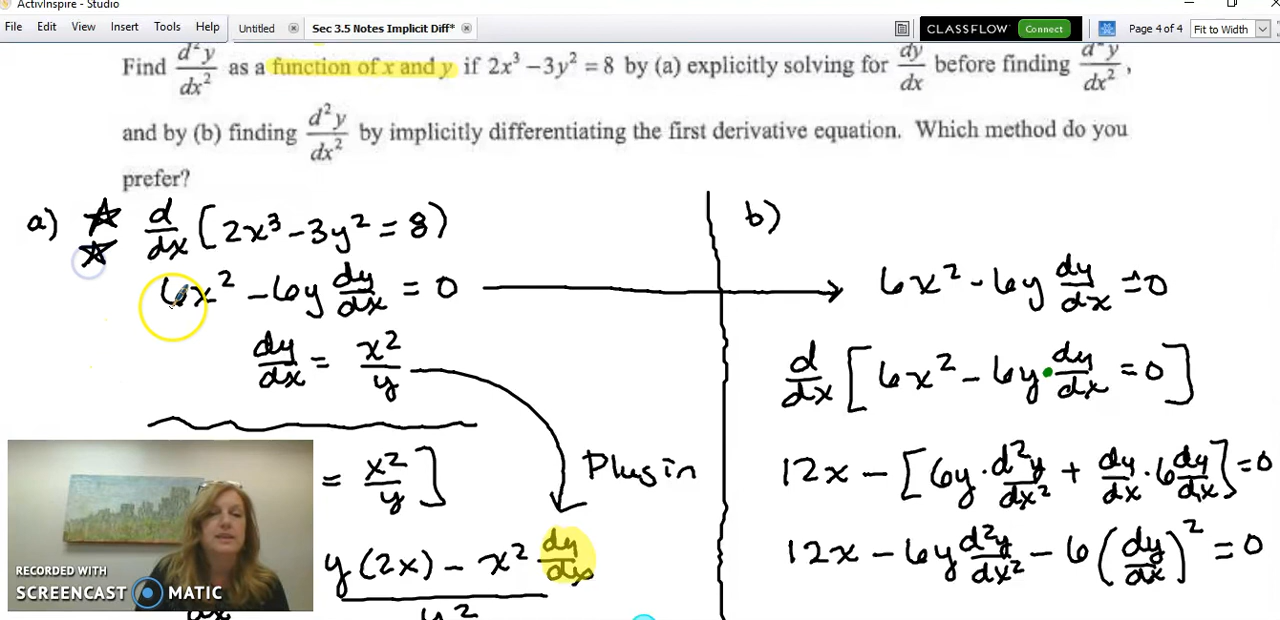 ActivInspire - Studio
File Edit View Insert Tools Help Untitled Sec 3.5 Notes Implicit Diff* CLASSFLOW Connect Page 4 of 4 Fit to Width
Find d²y/dx² as a function of x and y if 2x³ − 3y² = 8 by (a) explicitly solving for dy/dx before finding d²y/dx²,
and by (b) finding d²y/dx² by implicitly differentiating the first derivative equation. Which method do you
prefer?
a) d/dx [2x³ − 3y² = 8)
6x² − 6y dy/dx = 0
dy/dx = x²/y
= x²/y ]
Plug in
y(2x) − x² dy/dx
y²
dx
b)
6x² − 6y dy/dx = 0
d/dx [6x² − 6y · dy/dx = 0]
12x − [6y · d²y/dx² + dy/dx · 6 dy/dx] = 0
12x − 6y d²y/dx² − 6 (dy/dx)² = 0
RECORDED WITH
SCREENCAST MATIC